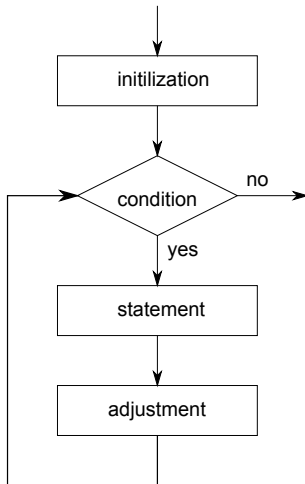 initilization
condition
no
yes
statement
adjustment